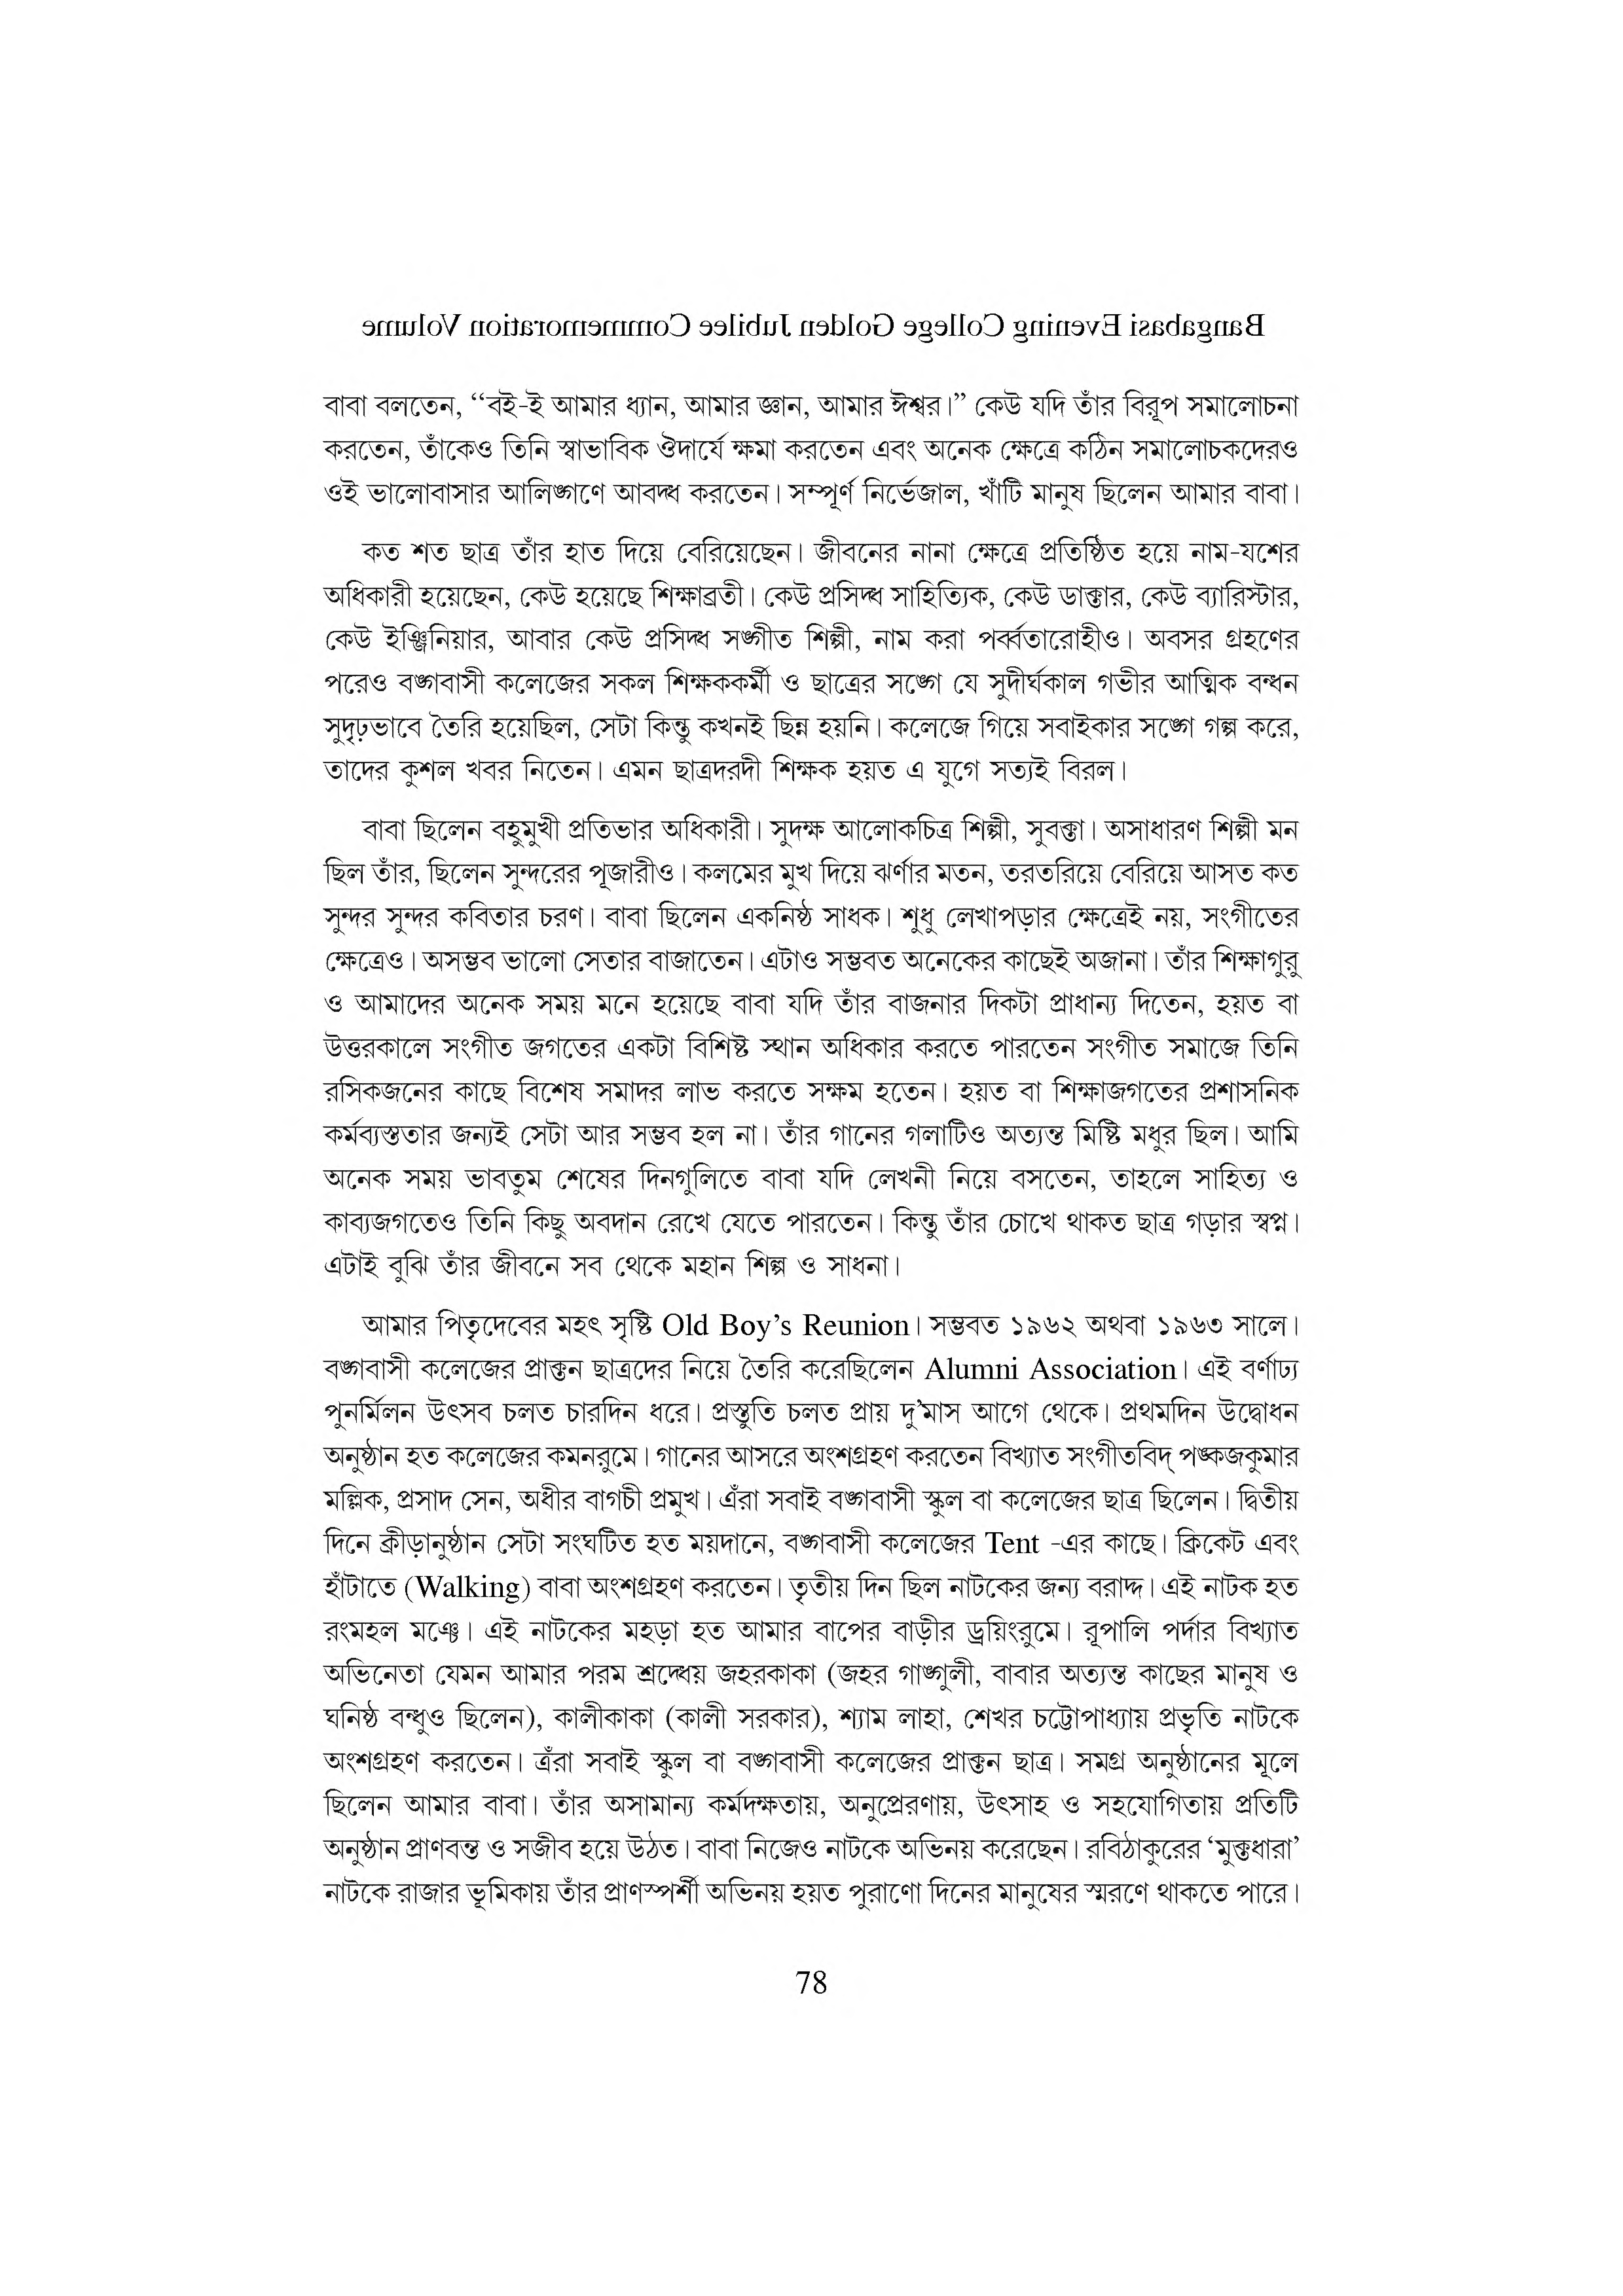 Bangabasi Evening College Golden Jubilee Commemoration Volume
বাবা বলতেন, “বই-ই আমার ধ্যান, আমার জ্ঞান, আমার ঈশ্বর।” কেউ যদি তাঁর বিরূপ সমালোচনা
করতেন, তাঁকেও তিনি স্বাভাবিক ঔদার্যে ক্ষমা করতেন এবং অনেক ক্ষেত্রে কঠিন সমালোচকদেরও
ওই ভালোবাসার আলিঙ্গণে আবদ্ধ করতেন। সম্পূর্ণ নির্ভেজাল, খাঁটি মানুষ ছিলেন আমার বাবা।
কত শত ছাত্র তাঁর হাত দিয়ে বেরিয়েছেন। জীবনের নানা ক্ষেত্রে প্রতিষ্ঠিত হয়ে নাম-যশের
অধিকারী হয়েছেন, কেউ হয়েছে শিক্ষাব্রতী। কেউ প্রসিদ্ধ সাহিত্যিক, কেউ ডাক্তার, কেউ ব্যারিস্টার,
কেউ ইঞ্জিনিয়ার, আবার কেউ প্রসিদ্ধ সঙ্গীত শিল্পী, নাম করা পর্ব্বতারোহীও। অবসর গ্রহণের
পরেও বঙ্গবাসী কলেজের সকল শিক্ষককর্মী ও ছাত্রের সঙ্গে যে সুদীর্ঘকাল গভীর আত্মিক বন্ধন
সুদৃঢ়ভাবে তৈরি হয়েছিল, সেটা কিন্তু কখনই ছিন্ন হয়নি। কলেজে গিয়ে সবাইকার সঙ্গে গল্প করে,
তাদের কুশল খবর নিতেন। এমন ছাত্রদরদী শিক্ষক হয়ত এ যুগে সত্যই বিরল।
বাবা ছিলেন বহুমুখী প্রতিভার অধিকারী। সুদক্ষ আলোকচিত্র শিল্পী, সুবক্তা। অসাধারণ শিল্পী মন
ছিল তাঁর, ছিলেন সুন্দরের পূজারীও। কলমের মুখ দিয়ে ঝর্ণার মতন, তরতরিয়ে বেরিয়ে আসত কত
সুন্দর সুন্দর কবিতার চরণ। বাবা ছিলেন একনিষ্ঠ সাধক। শুধু লেখাপড়ার ক্ষেত্রেই নয়, সংগীতের
ক্ষেত্রেও। অসম্ভব ভালো সেতার বাজাতেন। এটাও সম্ভবত অনেকের কাছেই অজানা। তাঁর শিক্ষাগুরু
ও আমাদের অনেক সময় মনে হয়েছে বাবা যদি তাঁর বাজনার দিকটা প্রাধান্য দিতেন, হয়ত বা
উত্তরকালে সংগীত জগতের একটা বিশিষ্ট স্থান অধিকার করতে পারতেন সংগীত সমাজে তিনি
রসিকজনের কাছে বিশেষ সমাদর লাভ করতে সক্ষম হতেন। হয়ত বা শিক্ষাজগতের প্রশাসনিক
কর্মব্যস্ততার জন্যই সেটা আর সম্ভব হল না। তাঁর গানের গলাটিও অত্যন্ত মিষ্টি মধুর ছিল। আমি
অনেক সময় ভাবতুম শেষের দিনগুলিতে বাবা যদি লেখনী নিয়ে বসতেন, তাহলে সাহিত্য ও
কাব্যজগতেও তিনি কিছু অবদান রেখে যেতে পারতেন। কিন্তু তাঁর চোখে থাকত ছাত্র গড়ার স্বপ্ন।
এটাই বুঝি তাঁর জীবনে সব থেকে মহান শিল্প ও সাধনা।
আমার পিতৃদেবের মহৎ সৃষ্টি Old Boy’s Reunion। সম্ভবত ১৯৬২ অথবা ১৯৬৩ সালে।
বঙ্গবাসী কলেজের প্রাক্তন ছাত্রদের নিয়ে তৈরি করেছিলেন Alumni Association। এই বর্ণাঢ্য
পুনর্মিলন উৎসব চলত চারদিন ধরে। প্রস্তুতি চলত প্রায় দু’মাস আগে থেকে। প্রথমদিন উদ্বোধন
অনুষ্ঠান হত কলেজের কমনরুমে। গানের আসরে অংশগ্রহণ করতেন বিখ্যাত সংগীতবিদ্ পঙ্কজকুমার
মল্লিক, প্রসাদ সেন, অধীর বাগচী প্রমুখ। এঁরা সবাই বঙ্গবাসী স্কুল বা কলেজের ছাত্র ছিলেন। দ্বিতীয়
দিনে ক্রীড়ানুষ্ঠান সেটা সংঘটিত হত ময়দানে, বঙ্গবাসী কলেজের Tent -এর কাছে। ক্রিকেট এবং
হাঁটাতে (Walking) বাবা অংশগ্রহণ করতেন। তৃতীয় দিন ছিল নাটকের জন্য বরাদ্দ। এই নাটক হত
রংমহল মঞ্চে। এই নাটকের মহড়া হত আমার বাপের বাড়ীর ড্রয়িংরুমে। রূপালি পর্দার বিখ্যাত
অভিনেতা যেমন আমার পরম শ্রদ্ধেয় জহরকাকা (জহর গাঙ্গুলী, বাবার অত্যন্ত কাছের মানুষ ও
ঘনিষ্ঠ বন্ধুও ছিলেন), কালীকাকা (কালী সরকার), শ্যাম লাহা, শেখর চট্টোপাধ্যায় প্রভৃতি নাটকে
অংশগ্রহণ করতেন। ত্রঁরা সবাই স্কুল বা বঙ্গবাসী কলেজের প্রাক্তন ছাত্র। সমগ্র অনুষ্ঠানের মূলে
ছিলেন আমার বাবা। তাঁর অসামান্য কর্মদক্ষতায়, অনুপ্রেরণায়, উৎসাহ ও সহযোগিতায় প্রতিটি
অনুষ্ঠান প্রাণবন্ত ও সজীব হয়ে উঠত। বাবা নিজেও নাটকে অভিনয় করেছেন। রবিঠাকুরের ‘মুক্তধারা’
নাটকে রাজার ভূমিকায় তাঁর প্রাণস্পর্শী অভিনয় হয়ত পুরাণো দিনের মানুষের স্মরণে থাকতে পারে।
78